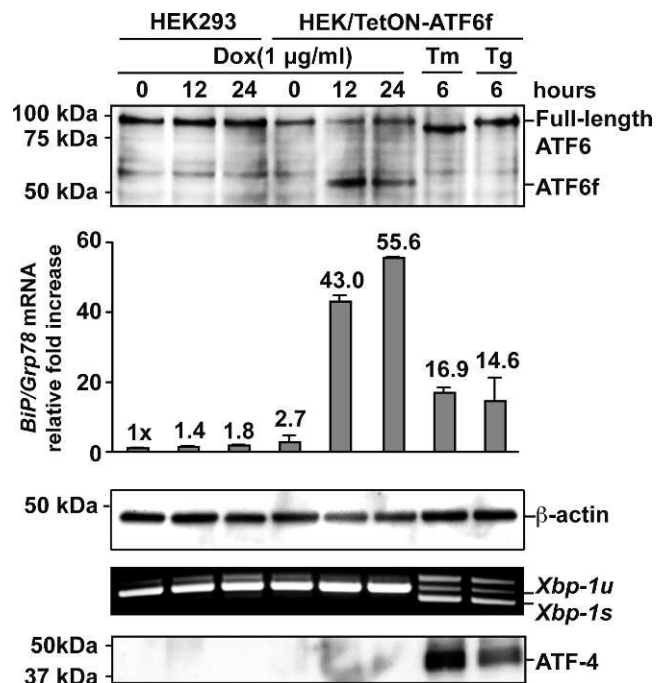 HEK293 HEK/TetON-ATF6f
Dox(1 µg/ml) Tm Tg
0 12 24 0 12 24 6 6 hours
100 kDa Full-length
75 kDa ATF6
50 kDa ATF6f
BiP/Grp78 mRNA
relative fold increase
60
40
20
0
1x 1.4 1.8 2.7 43.0 55.6 16.9 14.6
50 kDa β-actin
Xbp-1u
Xbp-1s
50kDa ATF-4
37 kDa